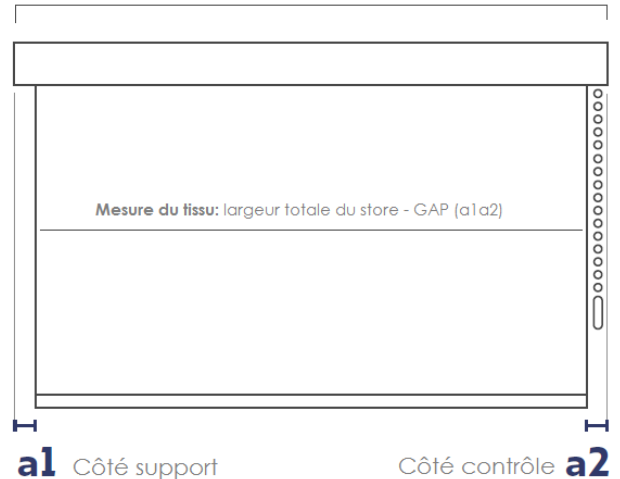 Mesure du tissu: largeur totale du store - GAP (a1a2)
a1 Côté support
Côté contrôle a2